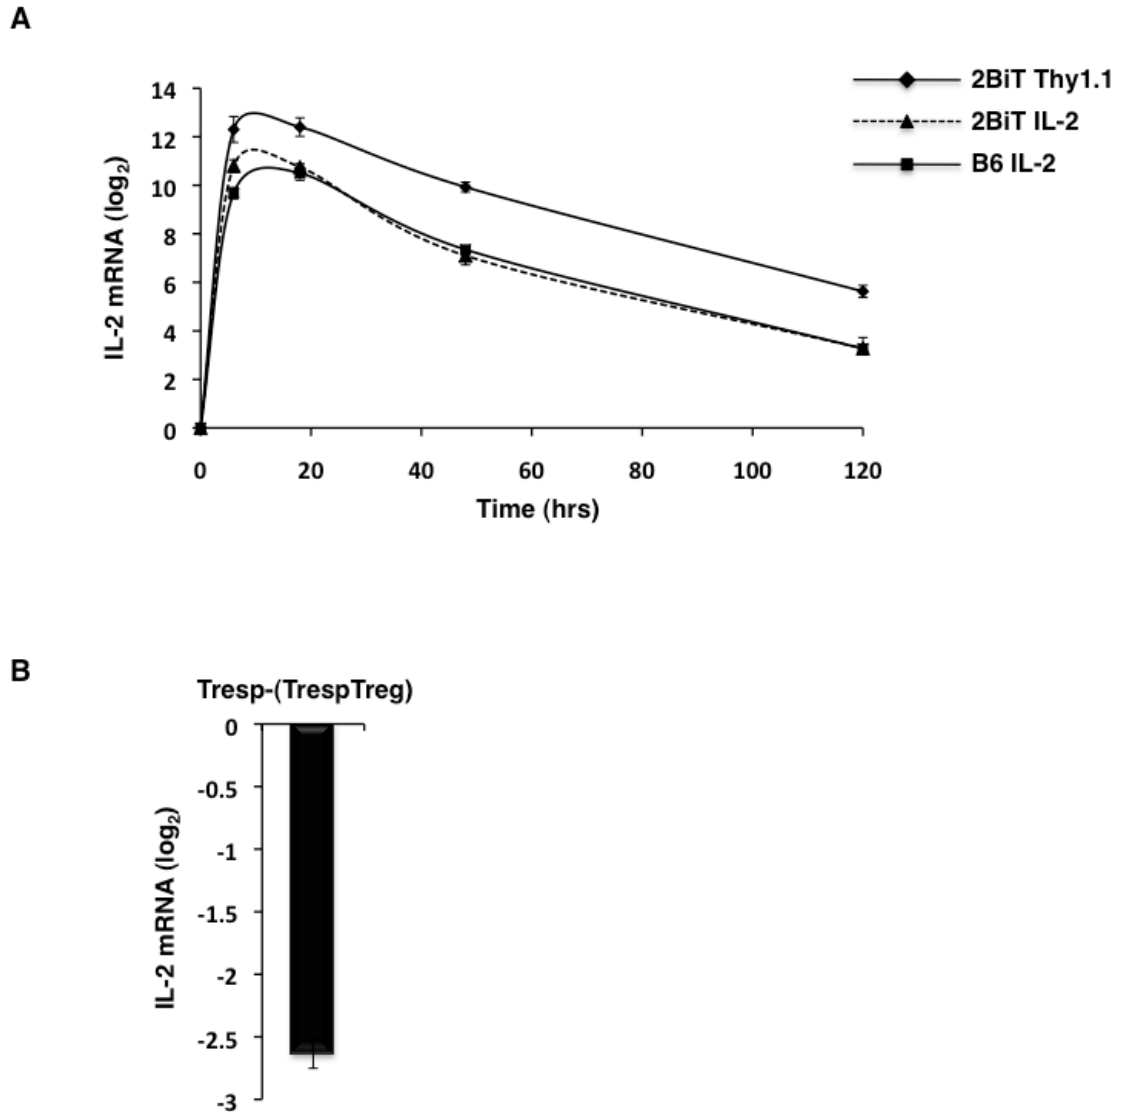 A
2BiT Thy1.1
2BiT IL-2
B6 IL-2
IL-2 mRNA (log2)
14
12
10
8
6
4
2
0
0 20 40 60 80 100 120
Time (hrs)
B
Tresp-(TrespTreg)
IL-2 mRNA (log2)
0
-0.5
-1
-1.5
-2
-2.5
-3